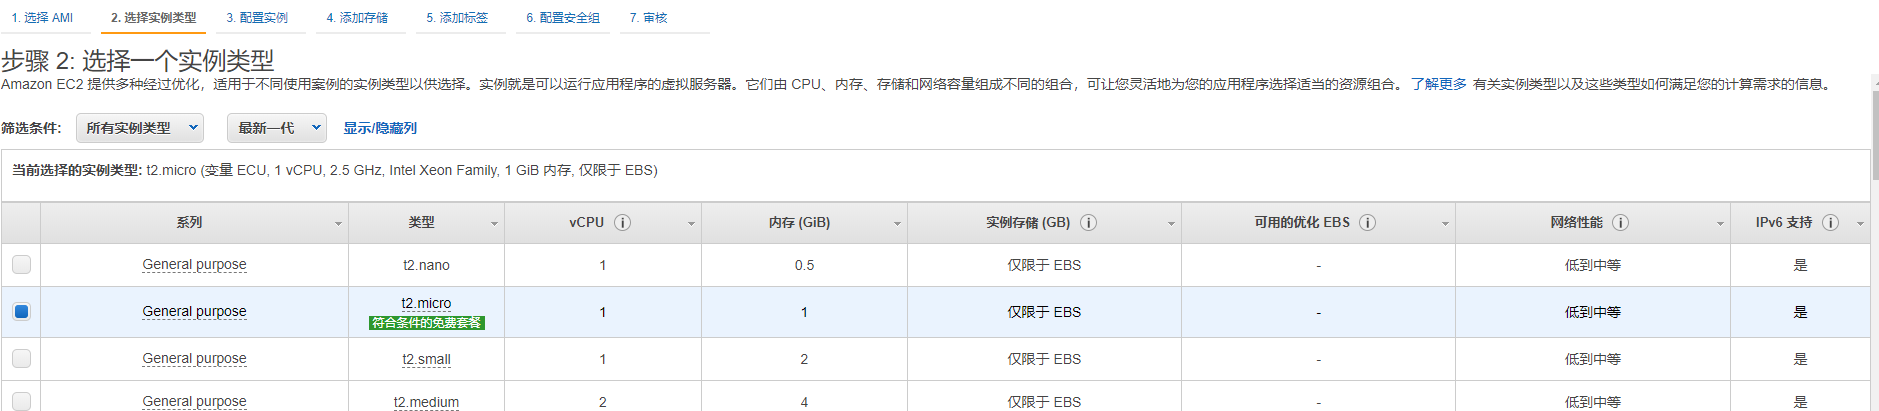 1. 选择 AMI 2. 选择实例类型 3. 配置实例 4. 添加存储 5. 添加标签 6. 配置安全组 7. 审核
步骤 2: 选择一个实例类型
Amazon EC2 提供多种经过优化，适用于不同使用案例的实例类型以供选择。实例就是可以运行应用程序的虚拟服务器。它们由 CPU、内存、存储和网络容量组成不同的组合，可让您灵活地为您的应用程序选择适当的资源组合。 了解更多 有关实例类型以及这些类型如何满足您的计算需求的信息。
筛选条件: 所有实例类型 最新一代 显示/隐藏列
当前选择的实例类型: t2.micro (变量 ECU, 1 vCPU, 2.5 GHz, Intel Xeon Family, 1 GiB 内存, 仅限于 EBS)
系列 类型 vCPU i 内存 (GiB) 实例存储 (GB) i 可用的优化 EBS i 网络性能 i IPv6 支持 i
General purpose t2.nano 1 0.5 仅限于 EBS - 低到中等 是
General purpose t2.micro 1 1 仅限于 EBS - 低到中等 是
符合条件的免费套餐
General purpose t2.small 1 2 仅限于 EBS - 低到中等 是
General purpose t2.medium 2 4 仅限于 EBS - 低到中等 是